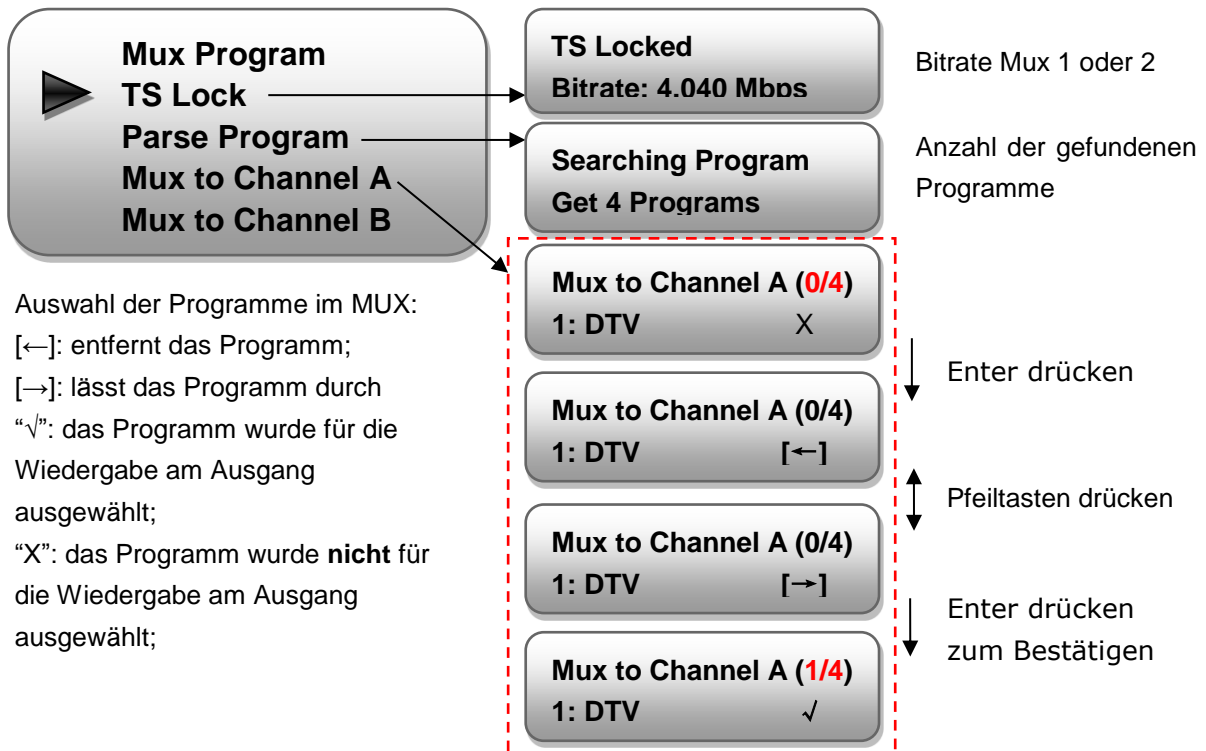 Mux Program
TS Lock
Parse Program
Mux to Channel A
Mux to Channel B
TS Locked
Bitrate: 4.040 Mbps
Bitrate Mux 1 oder 2
Searching Program
Get 4 Programs
Anzahl der gefundenen
Programme
Auswahl der Programme im MUX:
[←]: entfernt das Programm;
[→]: lässt das Programm durch
“√”: das Programm wurde für die
Wiedergabe am Ausgang
ausgewählt;
“X”: das Programm wurde nicht für
die Wiedergabe am Ausgang
ausgewählt;
Mux to Channel A (0/4)
1: DTV X
Enter drücken
Mux to Channel A (0/4)
1: DTV [←]
Pfeiltasten drücken
Mux to Channel A (0/4)
1: DTV [→]
Enter drücken
zum Bestätigen
Mux to Channel A (1/4)
1: DTV √